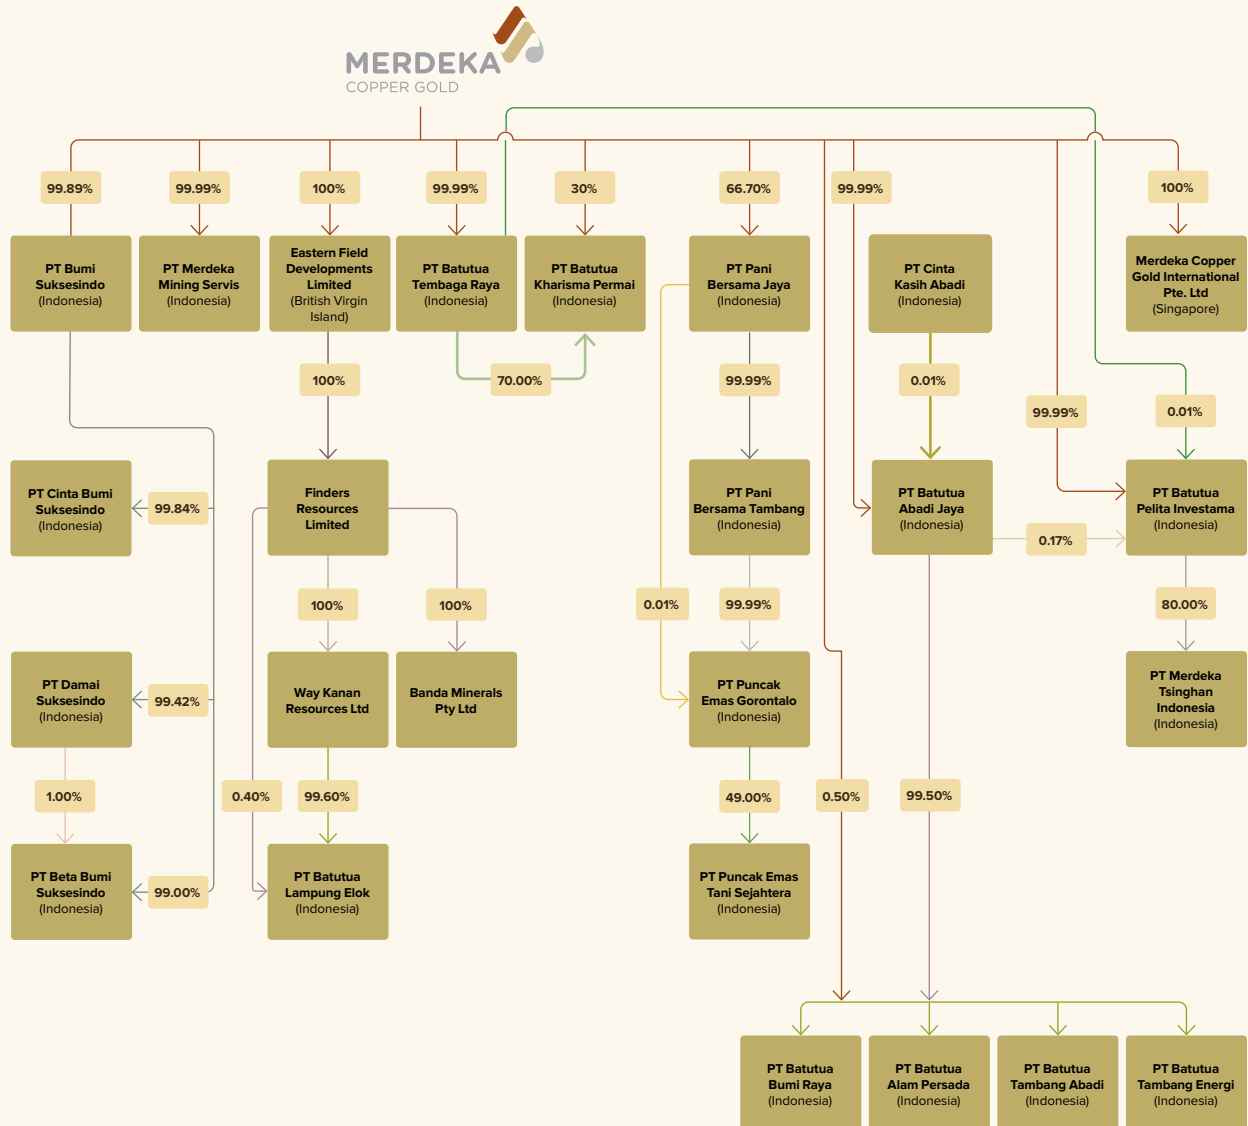 MERDEKA
COPPER GOLD
99.89%
99.99%
100%
99.99%
30%
66.70%
99.99%
100%
PT Bumi
Suksesindo
(Indonesia)
PT Merdeka
Mining Servis
(Indonesia)
Eastern Field
Developments
Limited
(British Virgin
Island)
PT Batutua
Tembaga Raya
(Indonesia)
PT Batutua
Kharisma Permai
(Indonesia)
PT Pani
Bersama Jaya
(Indonesia)
PT Cinta
Kasih Abadi
(Indonesia)
Merdeka Copper
Gold International
Pte. Ltd
(Singapore)
100%
70.00%
99.99%
0.01%
99.99%
0.01%
PT Cinta Bumi
Suksesindo
(Indonesia)
99.84%
Finders
Resources
Limited
PT Pani
Bersama Tambang
(Indonesia)
PT Batutua
Abadi Jaya
(Indonesia)
0.17%
PT Batutua
Pelita Investama
(Indonesia)
100%
100%
0.01%
99.99%
80.00%
PT Damai
Suksesindo
(Indonesia)
99.42%
Way Kanan
Resources Ltd
Banda Minerals
Pty Ltd
PT Puncak
Emas Gorontalo
(Indonesia)
PT Merdeka
Tsinghan
Indonesia
(Indonesia)
1.00%
0.40%
99.60%
49.00%
0.50%
99.50%
PT Beta Bumi
Suksesindo
(Indonesia)
99.00%
PT Batutua
Lampung Elok
(Indonesia)
PT Puncak Emas
Tani Sejahtera
(Indonesia)
PT Batutua
Bumi Raya
(Indonesia)
PT Batutua
Alam Persada
(Indonesia)
PT Batutua
Tambang Abadi
(Indonesia)
PT Batutua
Tambang Energi
(Indonesia)